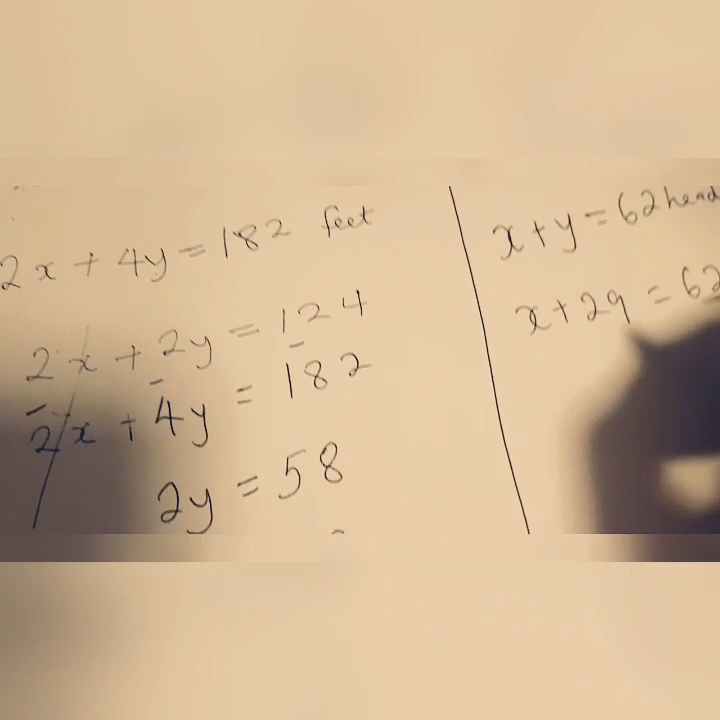 2x + 4y = 182 feet
2x + 2y = 124
2x + 4y = 182
2y = 58
x + y = 62 head
x + 29 = 62